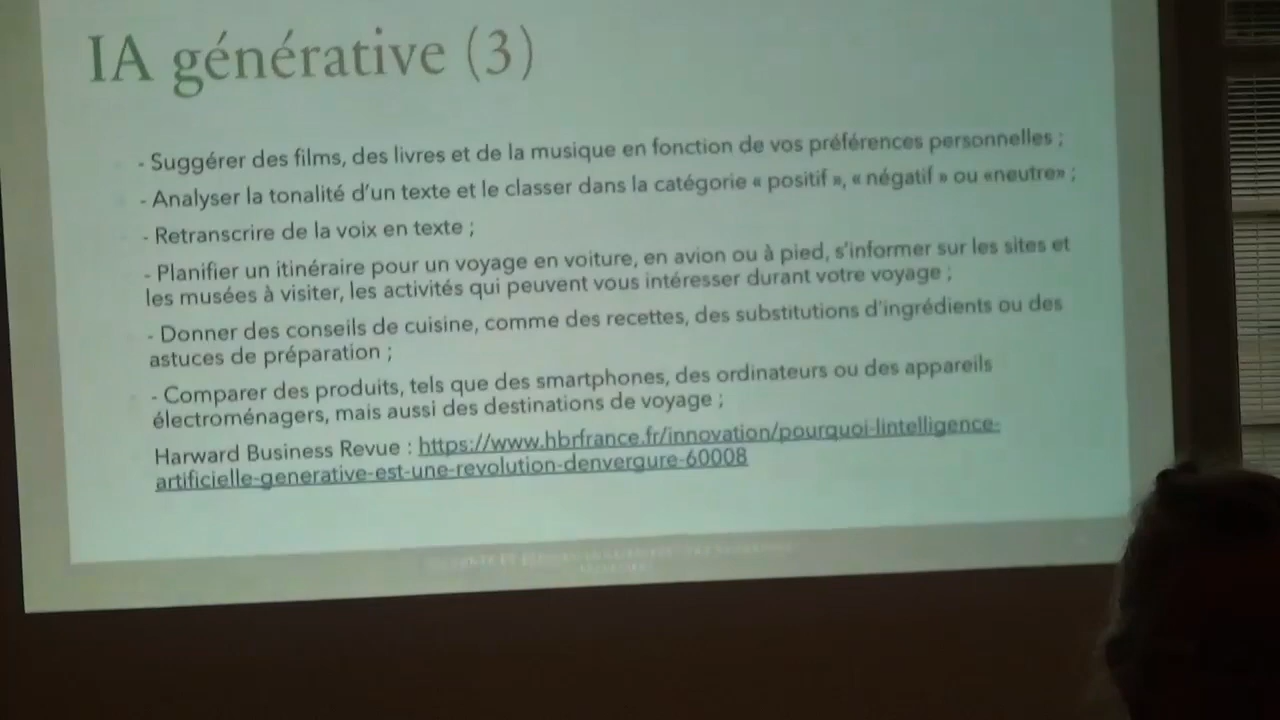 IA générative (3)
- Suggérer des films, des livres et de la musique en fonction de vos préférences personnelles ;
- Analyser la tonalité d'un texte et le classer dans la catégorie « positif », « négatif » ou «neutre» ;
- Retranscrire de la voix en texte ;
- Planifier un itinéraire pour un voyage en voiture, en avion ou à pied, s'informer sur les sites et
les musées à visiter, les activités qui peuvent vous intéresser durant votre voyage ;
- Donner des conseils de cuisine, comme des recettes, des substitutions d'ingrédients ou des
astuces de préparation ;
- Comparer des produits, tels que des smartphones, des ordinateurs ou des appareils
électroménagers, mais aussi des destinations de voyage ;
Harward Business Revue : https://www.hbrfrance.fr/innovation/pourquoi-lintelligence-
artificielle-generative-est-une-revolution-denvergure-60008